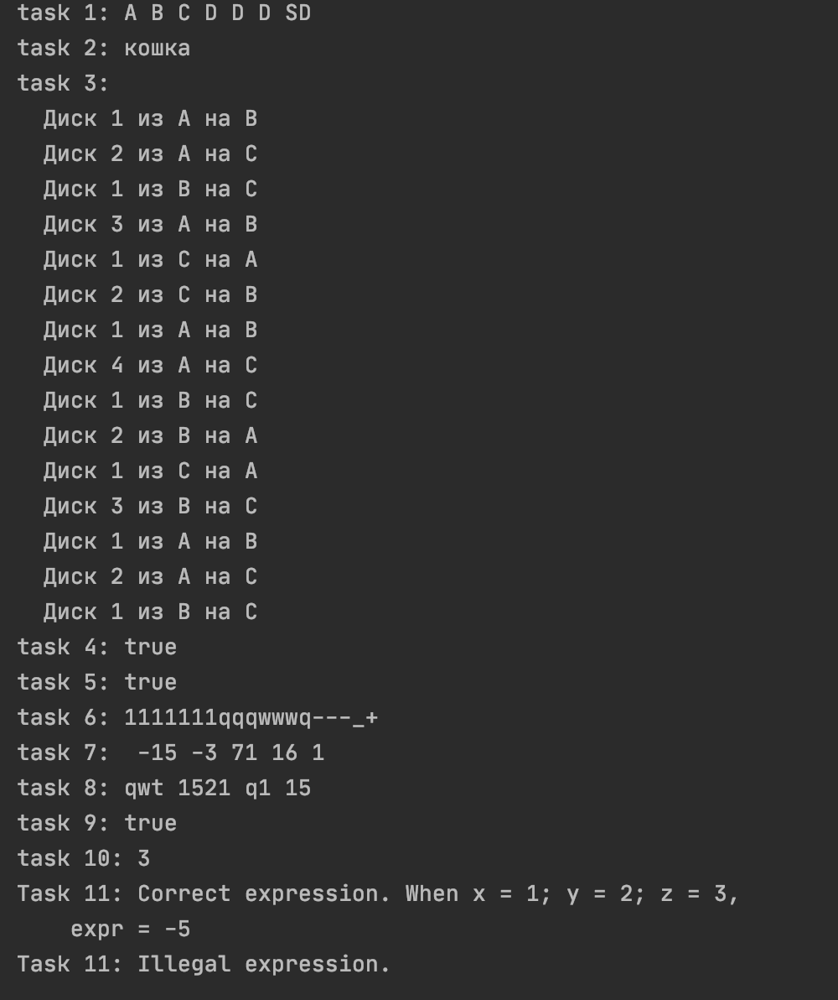 task 1: A B C D D D SD
task 2: кошка
task 3:
  Диск 1 из A на B
  Диск 2 из A на C
  Диск 1 из B на C
  Диск 3 из A на B
  Диск 1 из C на A
  Диск 2 из C на B
  Диск 1 из A на B
  Диск 4 из A на C
  Диск 1 из B на C
  Диск 2 из B на A
  Диск 1 из C на A
  Диск 3 из B на C
  Диск 1 из A на B
  Диск 2 из A на C
  Диск 1 из B на C
task 4: true
task 5: true
task 6: 1111111qqqwwwq---_+
task 7:  -15 -3 71 16 1
task 8: qwt 1521 q1 15
task 9: true
task 10: 3
Task 11: Correct expression. When x = 1; y = 2; z = 3,
    expr = -5
Task 11: Illegal expression.